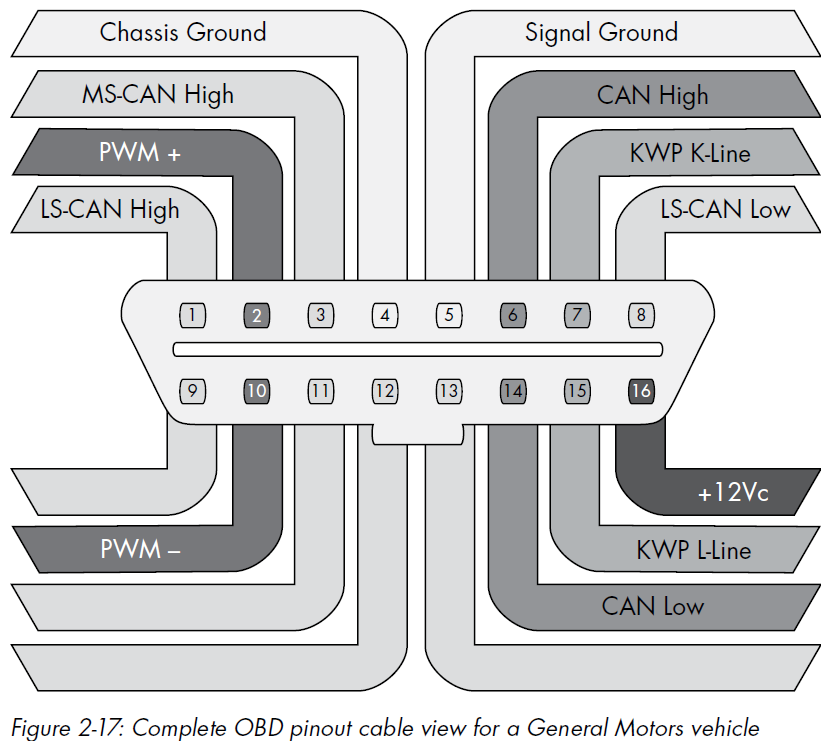 Chassis Ground
Signal Ground
MS-CAN High
CAN High
PWM +
KWP K-Line
LS-CAN High
LS-CAN Low
1 2 3 4 5 6 7 8
9 10 11 12 13 14 15 16
+12Vc
PWM –
KWP L-Line
CAN Low
Figure 2-17: Complete OBD pinout cable view for a General Motors vehicle